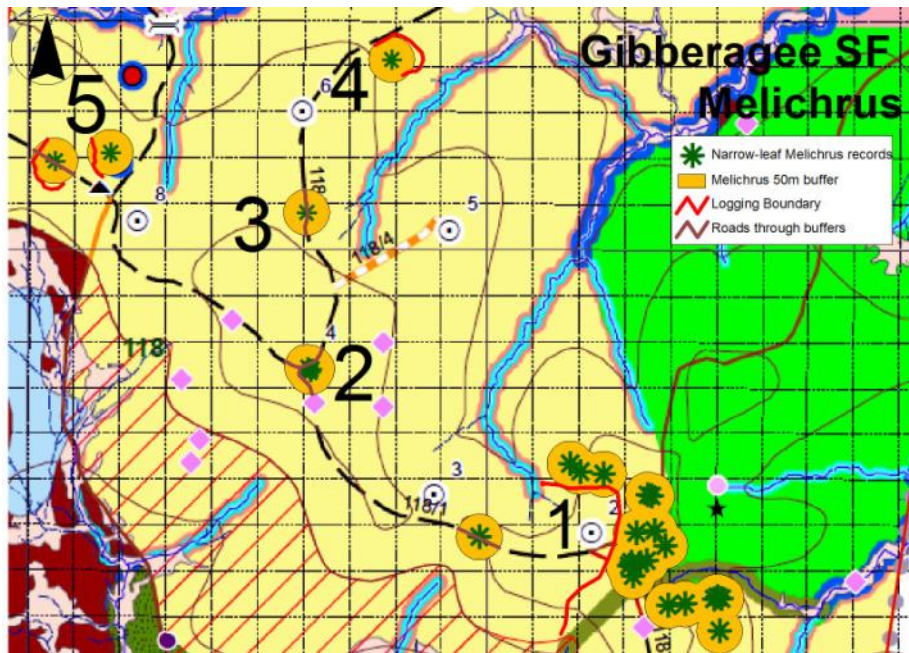 Gibberagee SF
Melichrus
Narrow-leaf Melichrus records
Melichrus 50m buffer
Logging Boundary
Roads through buffers
4
5
6
118
8
3
5
118/4
118
4
2
3
118/1
1
2
118